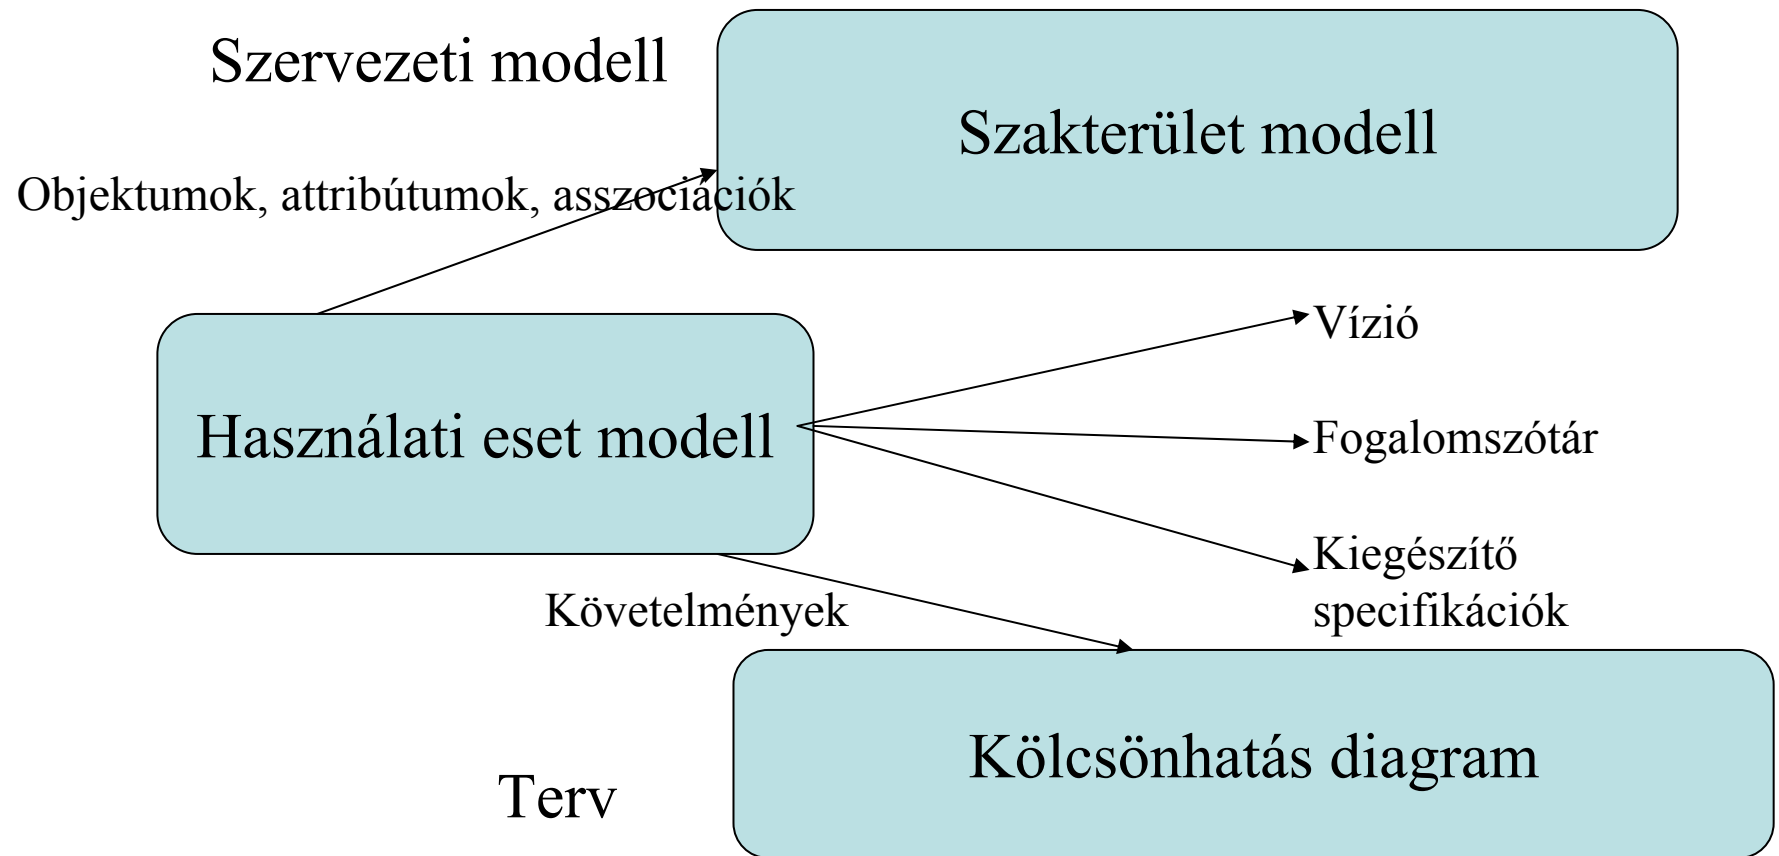 Szervezeti modell
Szakterület modell
Objektumok, attribútumok, asszociációk
Vízió
Használati eset modell
Fogalomszótár
Kiegészítő
specifikációk
Követelmények
Kölcsönhatás diagram
Terv